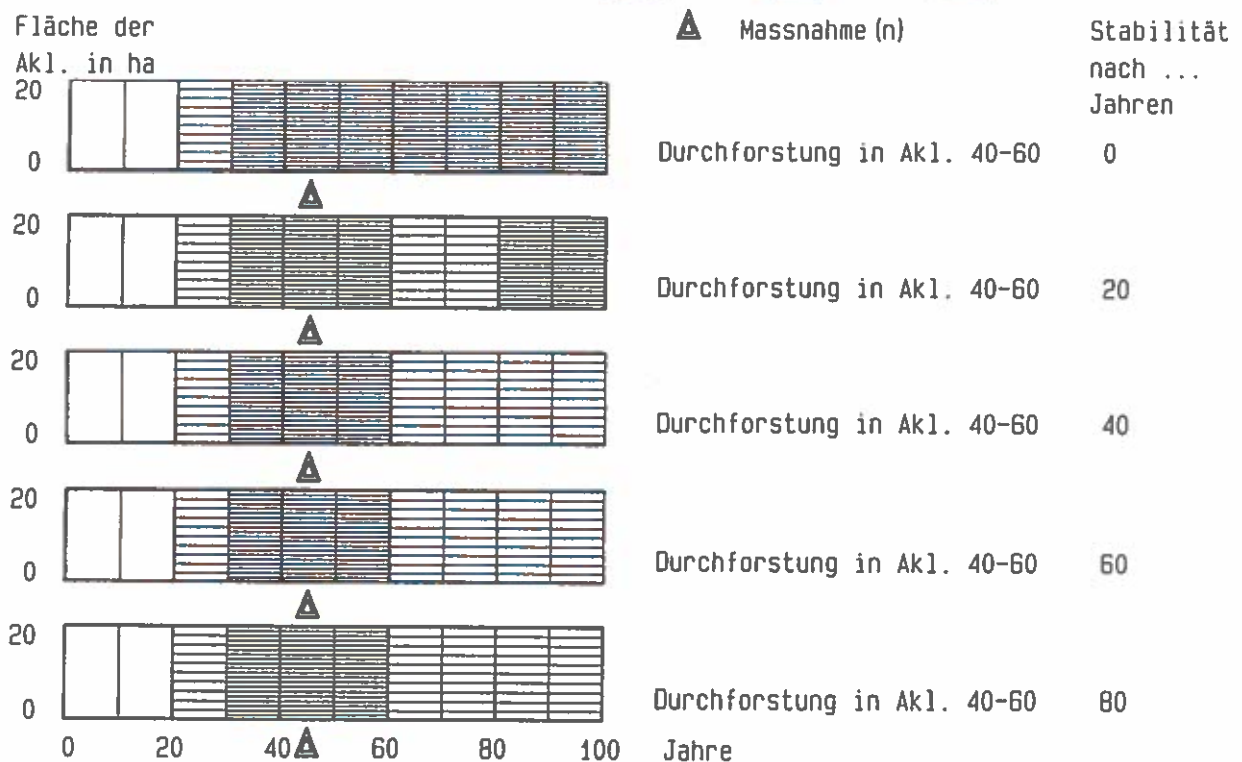 Fläche der
Akl. in ha
Massnahme (n)
Stabilität
nach ...
Jahren
20
0
Durchforstung in Akl. 40-60 0
20
0
Durchforstung in Akl. 40-60 20
20
0
Durchforstung in Akl. 40-60 40
20
0
Durchforstung in Akl. 40-60 60
20
0
Durchforstung in Akl. 40-60 80
0 20 40 60 80 100 Jahre